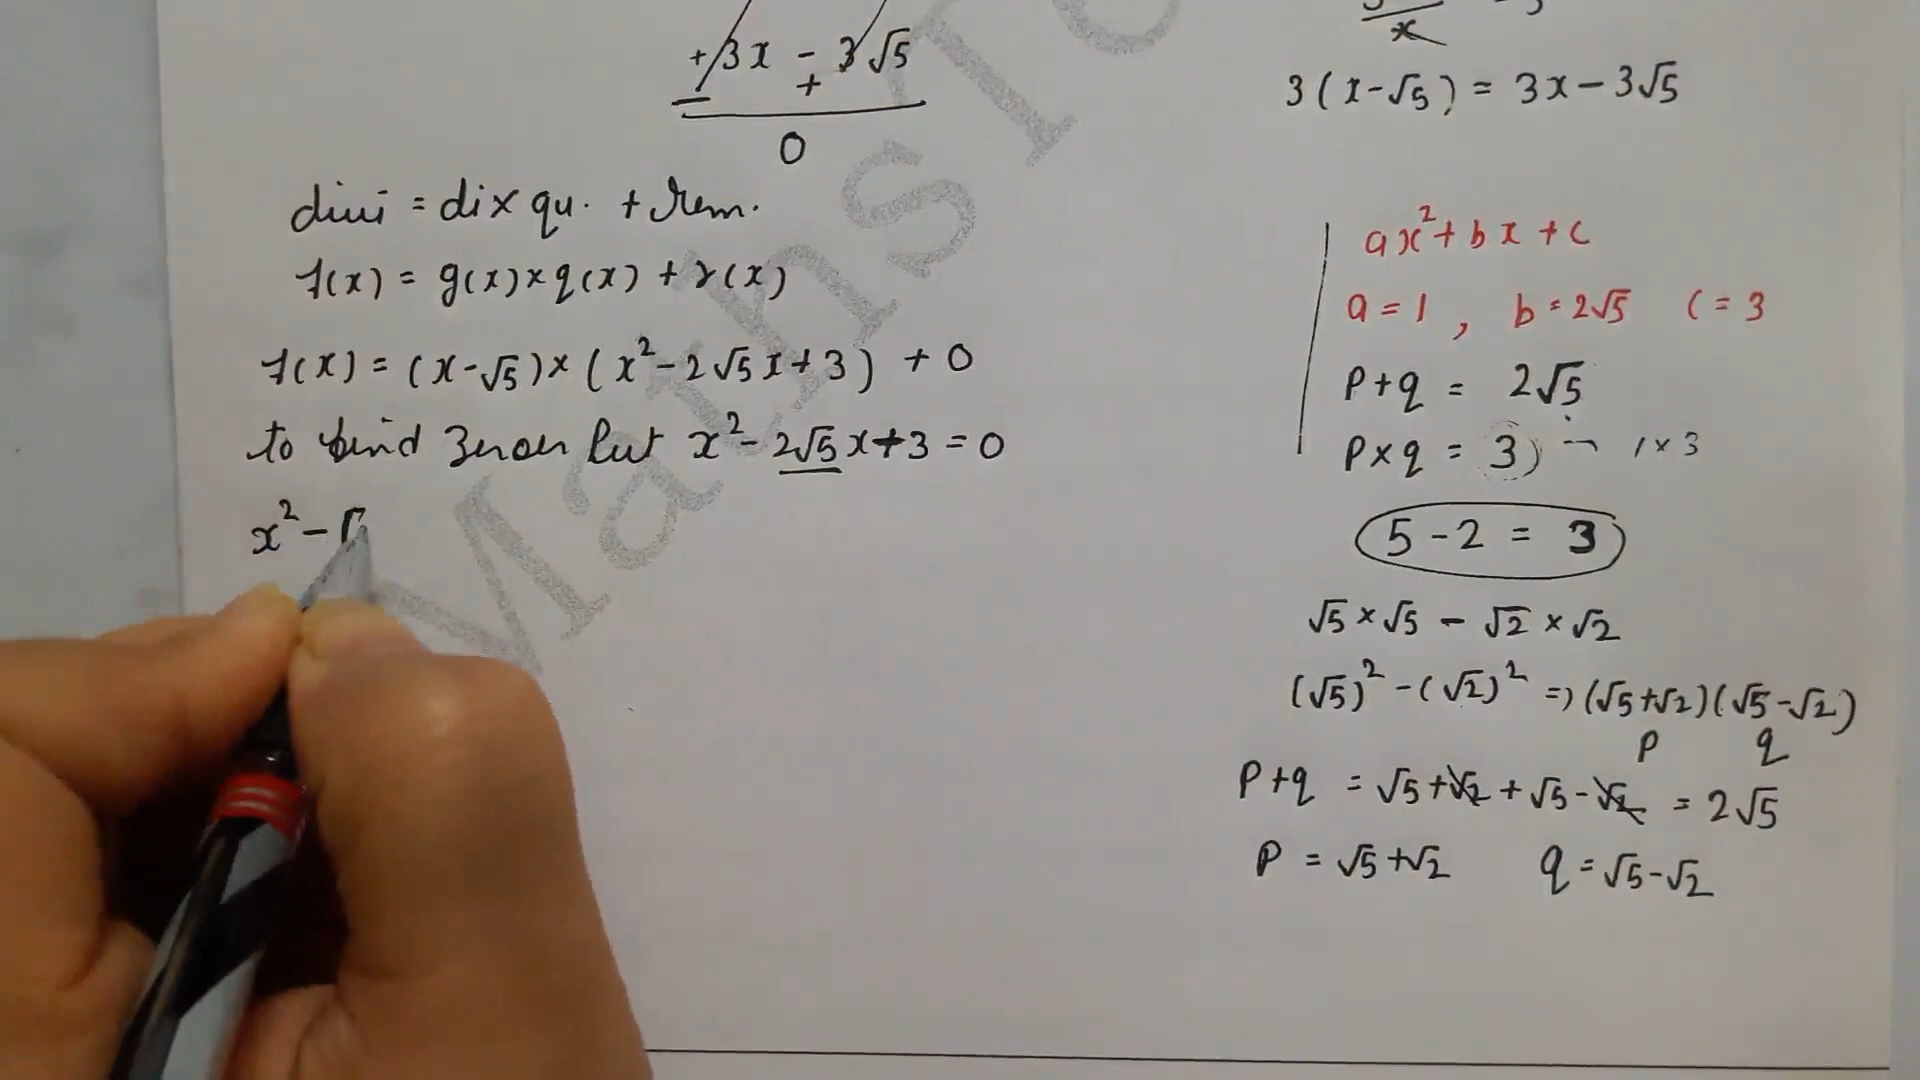 +3x - 3√5
+
0
divi = di x qu. + rem.
f(x) = g(x) x q(x) + r(x)
f(x) = (x-√5) x (x² - 2√5x + 3) + 0
to find Zeroes Put x² - 2√5x + 3 = 0
x² -
x
3(x-√5) = 3x - 3√5
ax² + bx + c
a = 1, b = 2√5 c = 3
p+q = 2√5
p x q = 3) → 1 x 3
5 - 2 = 3
√5 x √5 - √2 x √2
(√5)² - (√2)² => (√5+√2)(√5-√2)
p q
p+q = √5+√2 + √5-√2 = 2√5
p = √5+√2 q = √5-√2